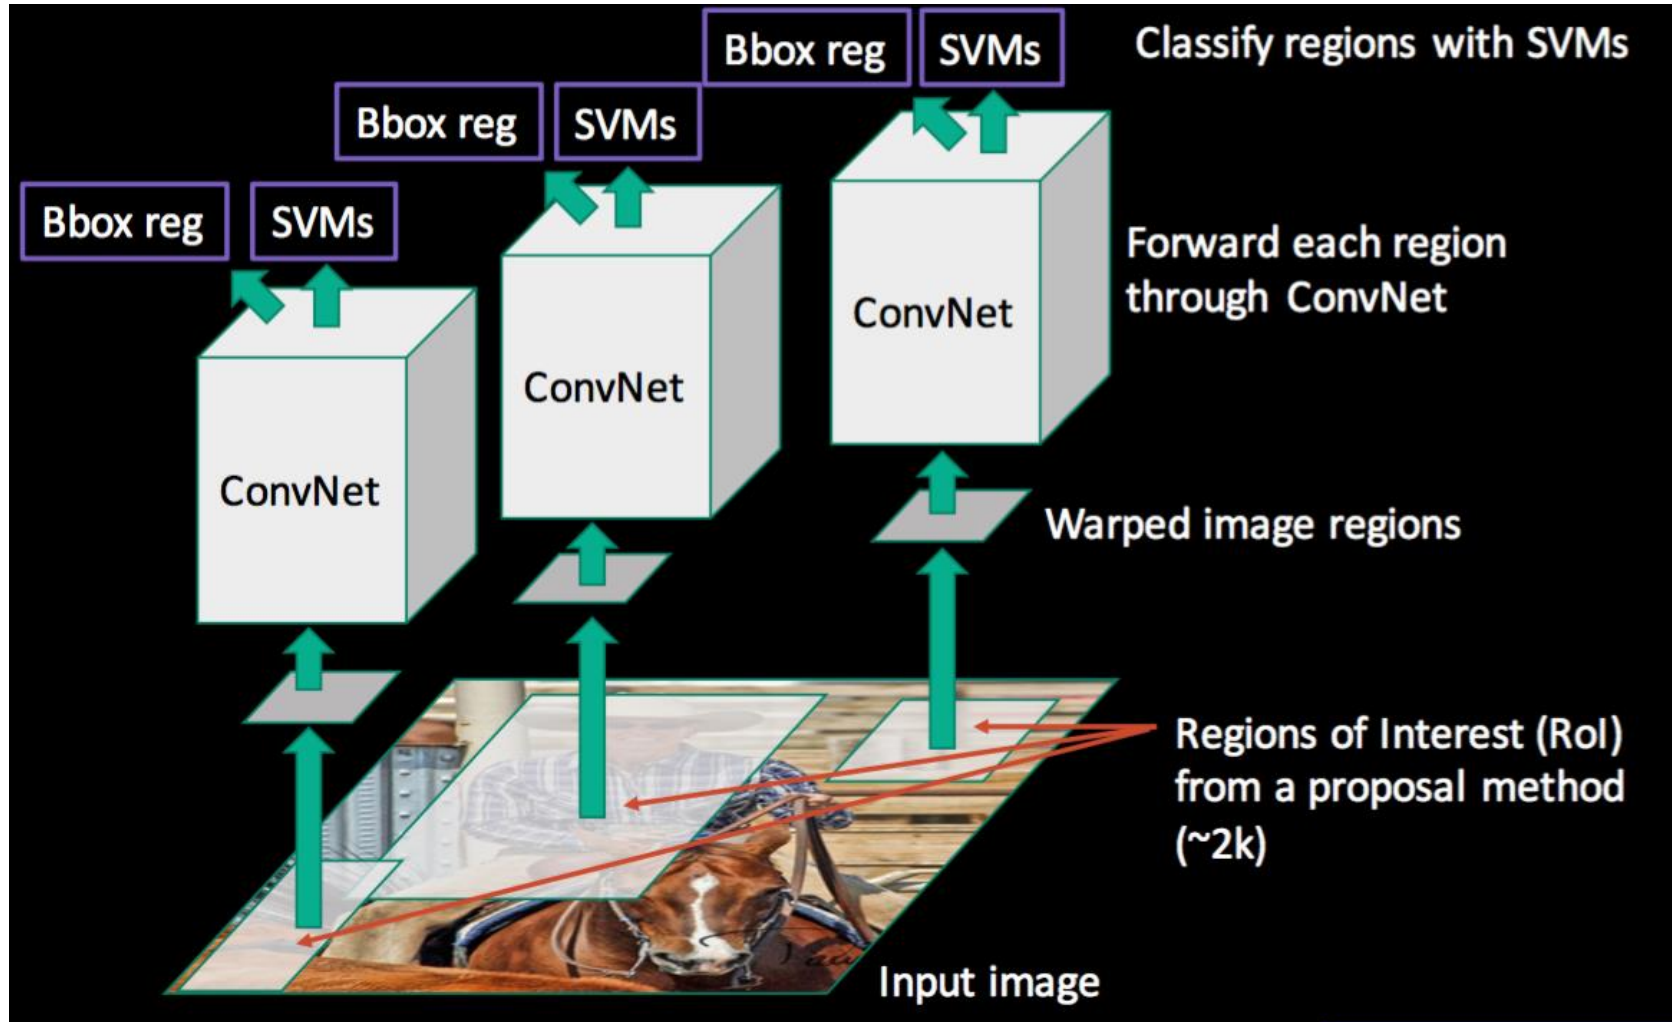 Bbox reg
SVMs
Classify regions with SVMs
Bbox reg
SVMs
Bbox reg
SVMs
ConvNet
Forward each region
through ConvNet
ConvNet
ConvNet
Warped image regions
Regions of Interest (RoI)
from a proposal method
(~2k)
Input image